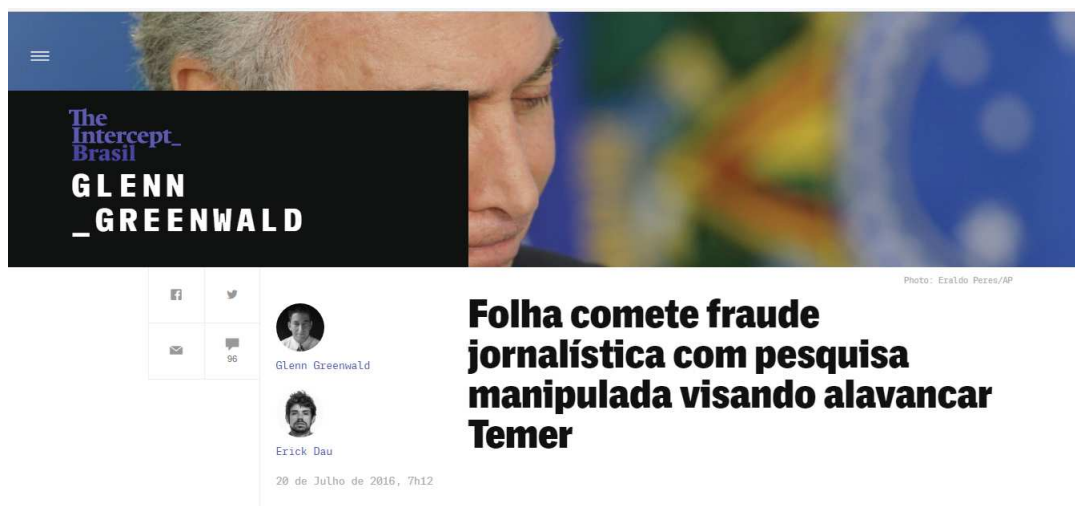 The
Intercept_
Brasil
GLENN
_GREENWALD
Photo: Eraldo Peres/AP
96
Glenn Greenwald
Erick Dau
20 de Julho de 2016, 7h12
Folha comete fraude
jornalística com pesquisa
manipulada visando alavancar
Temer